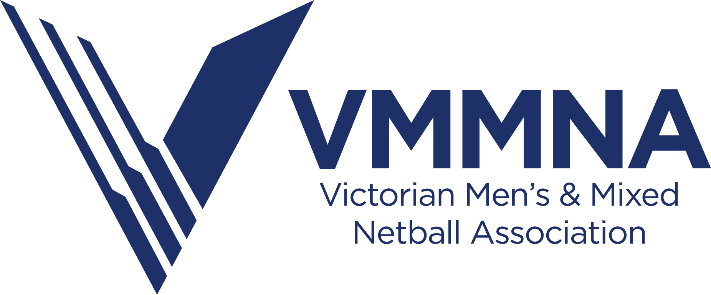 VMMNA
Victorian Men's & Mixed
Netball Association